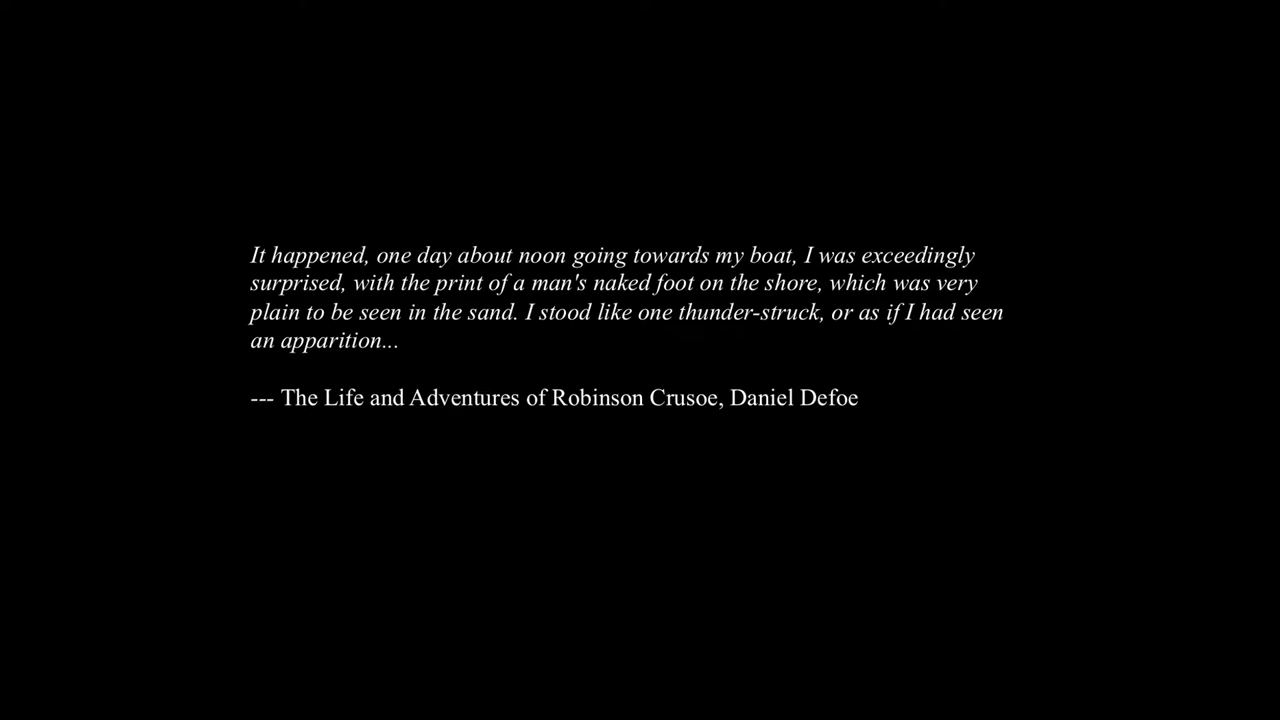 It happened, one day about noon going towards my boat, I was exceedingly
surprised, with the print of a man's naked foot on the shore, which was very
plain to be seen in the sand. I stood like one thunder-struck, or as if I had seen
an apparition...
--- The Life and Adventures of Robinson Crusoe, Daniel Defoe